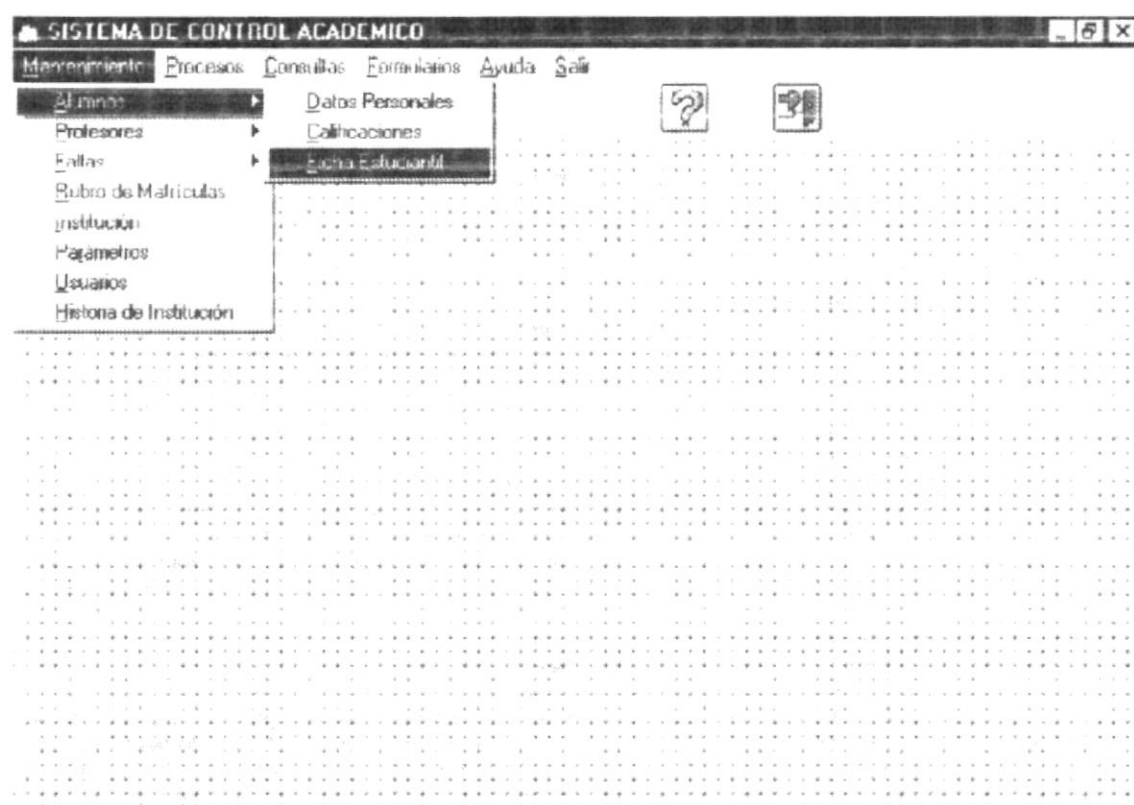 SISTEMA DE CONTROL ACADEMICO
Mantenimiento Procesos Consultas Formularios Ayuda Salir
Alumnos
Datos Personales
Profesores
Calificaciones
Faltas
Ficha Estudiantil
Rubro de Matriculas
Institución
Parámetros
Usuarios
Historia de Institución